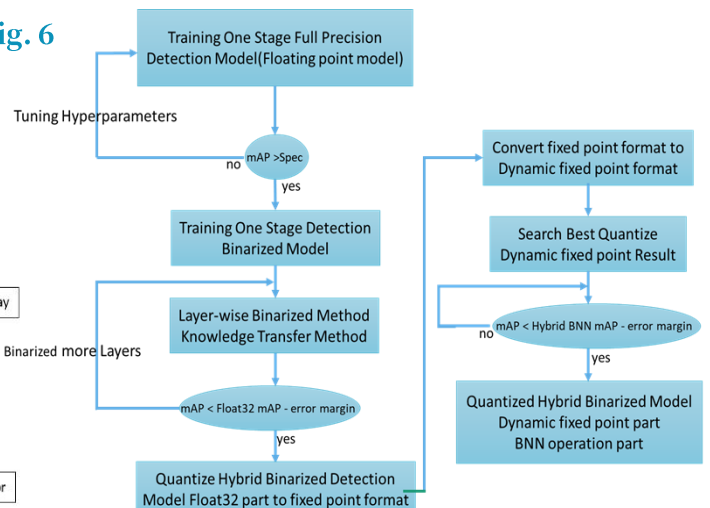 ig. 6
Training One Stage Full Precision
Detection Model(Floating point model)
Tuning Hyperparameters
mAP >Spec
no
yes
Training One Stage Detection
Binarized Model
ay
Layer-wise Binarized Method
Knowledge Transfer Method
Binarized more Layers
mAP < Float32 mAP - error margin
yes
Quantize Hybrid Binarized Detection
Model Float32 part to fixed point format
or
Convert fixed point format to
Dynamic fixed point format
Search Best Quantize
Dynamic fixed point Result
mAP < Hybrid BNN mAP - error margin
no
yes
Quantized Hybrid Binarized Model
Dynamic fixed point part
BNN operation part